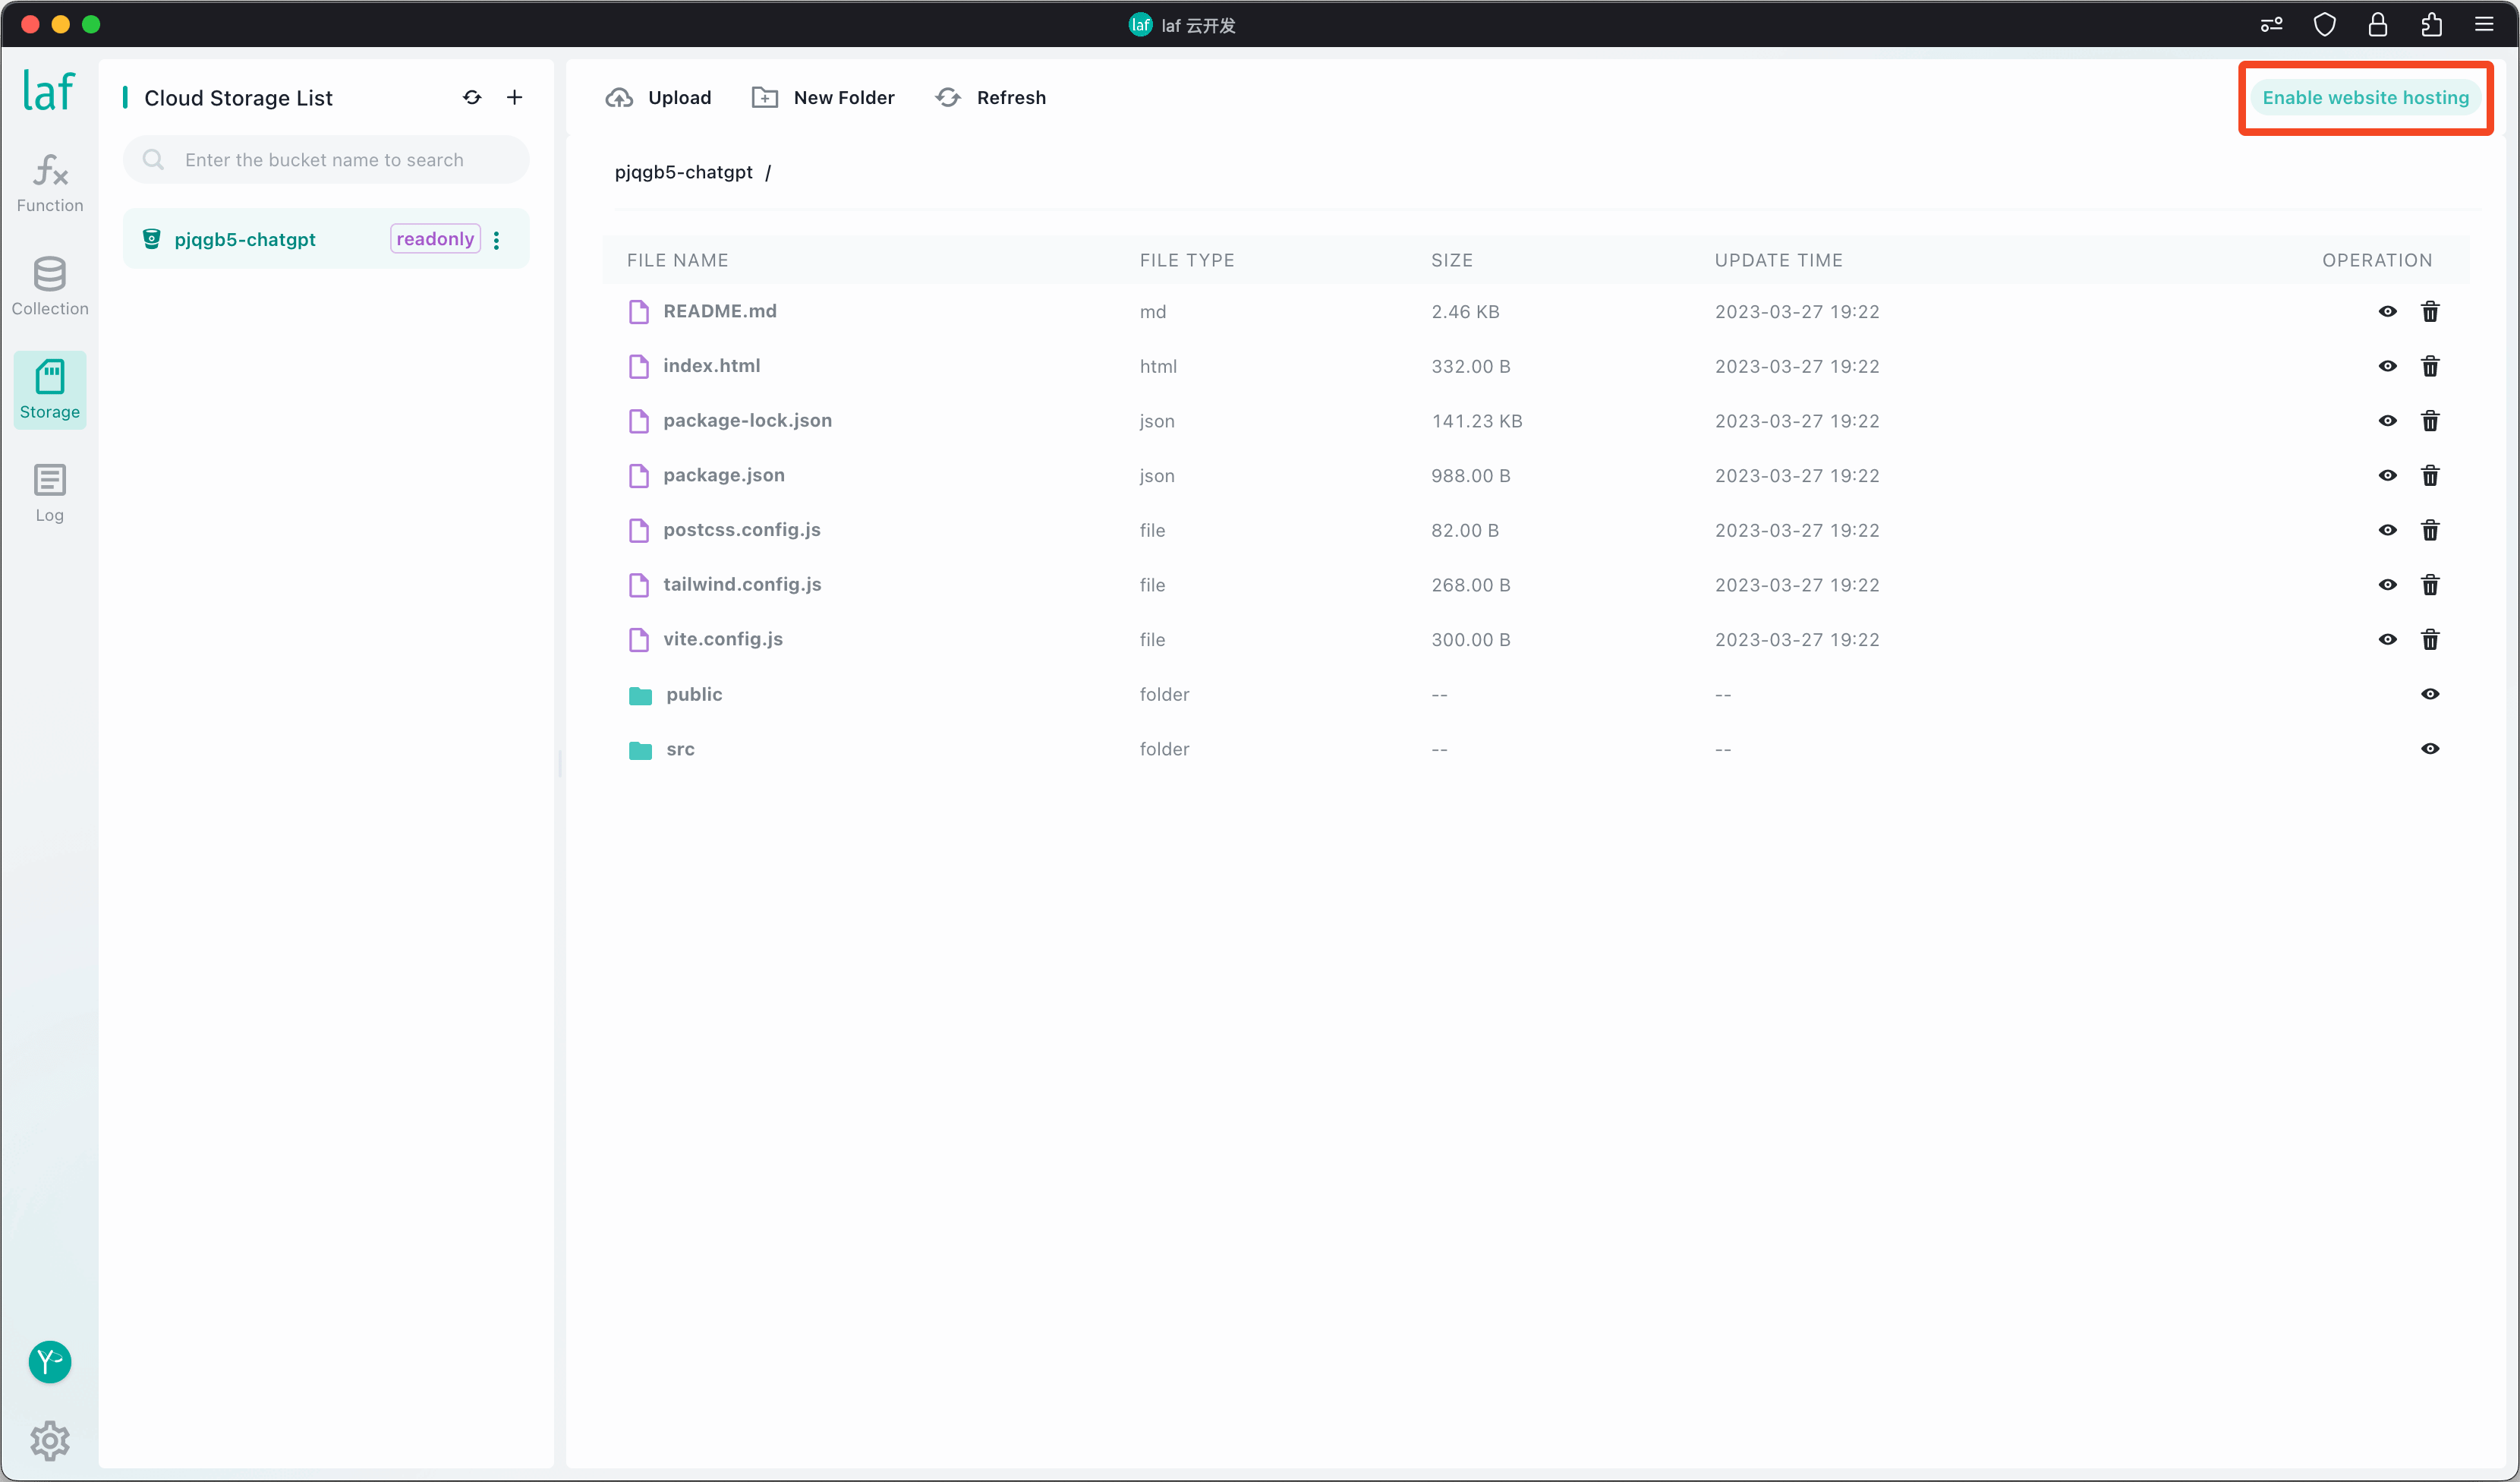 laf laf 云开发
laf
Function
Collection
Storage
Log
Cloud Storage List
Enter the bucket name to search
pjqgb5-chatgpt readonly
Upload New Folder Refresh Enable website hosting
pjqgb5-chatgpt /
FILE NAME FILE TYPE SIZE UPDATE TIME OPERATION
README.md md 2.46 KB 2023-03-27 19:22
index.html html 332.00 B 2023-03-27 19:22
package-lock.json json 141.23 KB 2023-03-27 19:22
package.json json 988.00 B 2023-03-27 19:22
postcss.config.js file 82.00 B 2023-03-27 19:22
tailwind.config.js file 268.00 B 2023-03-27 19:22
vite.config.js file 300.00 B 2023-03-27 19:22
public folder -- --
src folder -- --